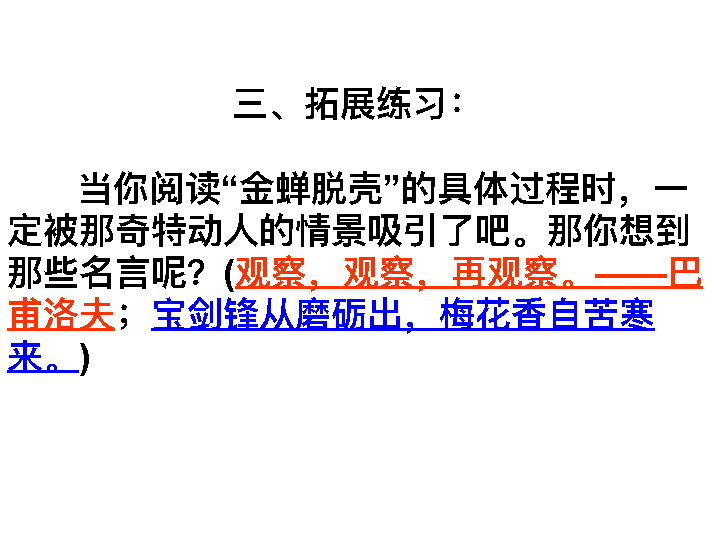 三、拓展练习：
当你阅读“金蝉脱壳”的具体过程时，一
定被那奇特动人的情景吸引了吧。那你想到
那些名言呢？(观察，观察，再观察。——巴
甫洛夫；宝剑锋从磨砺出，梅花香自苦寒
来。)